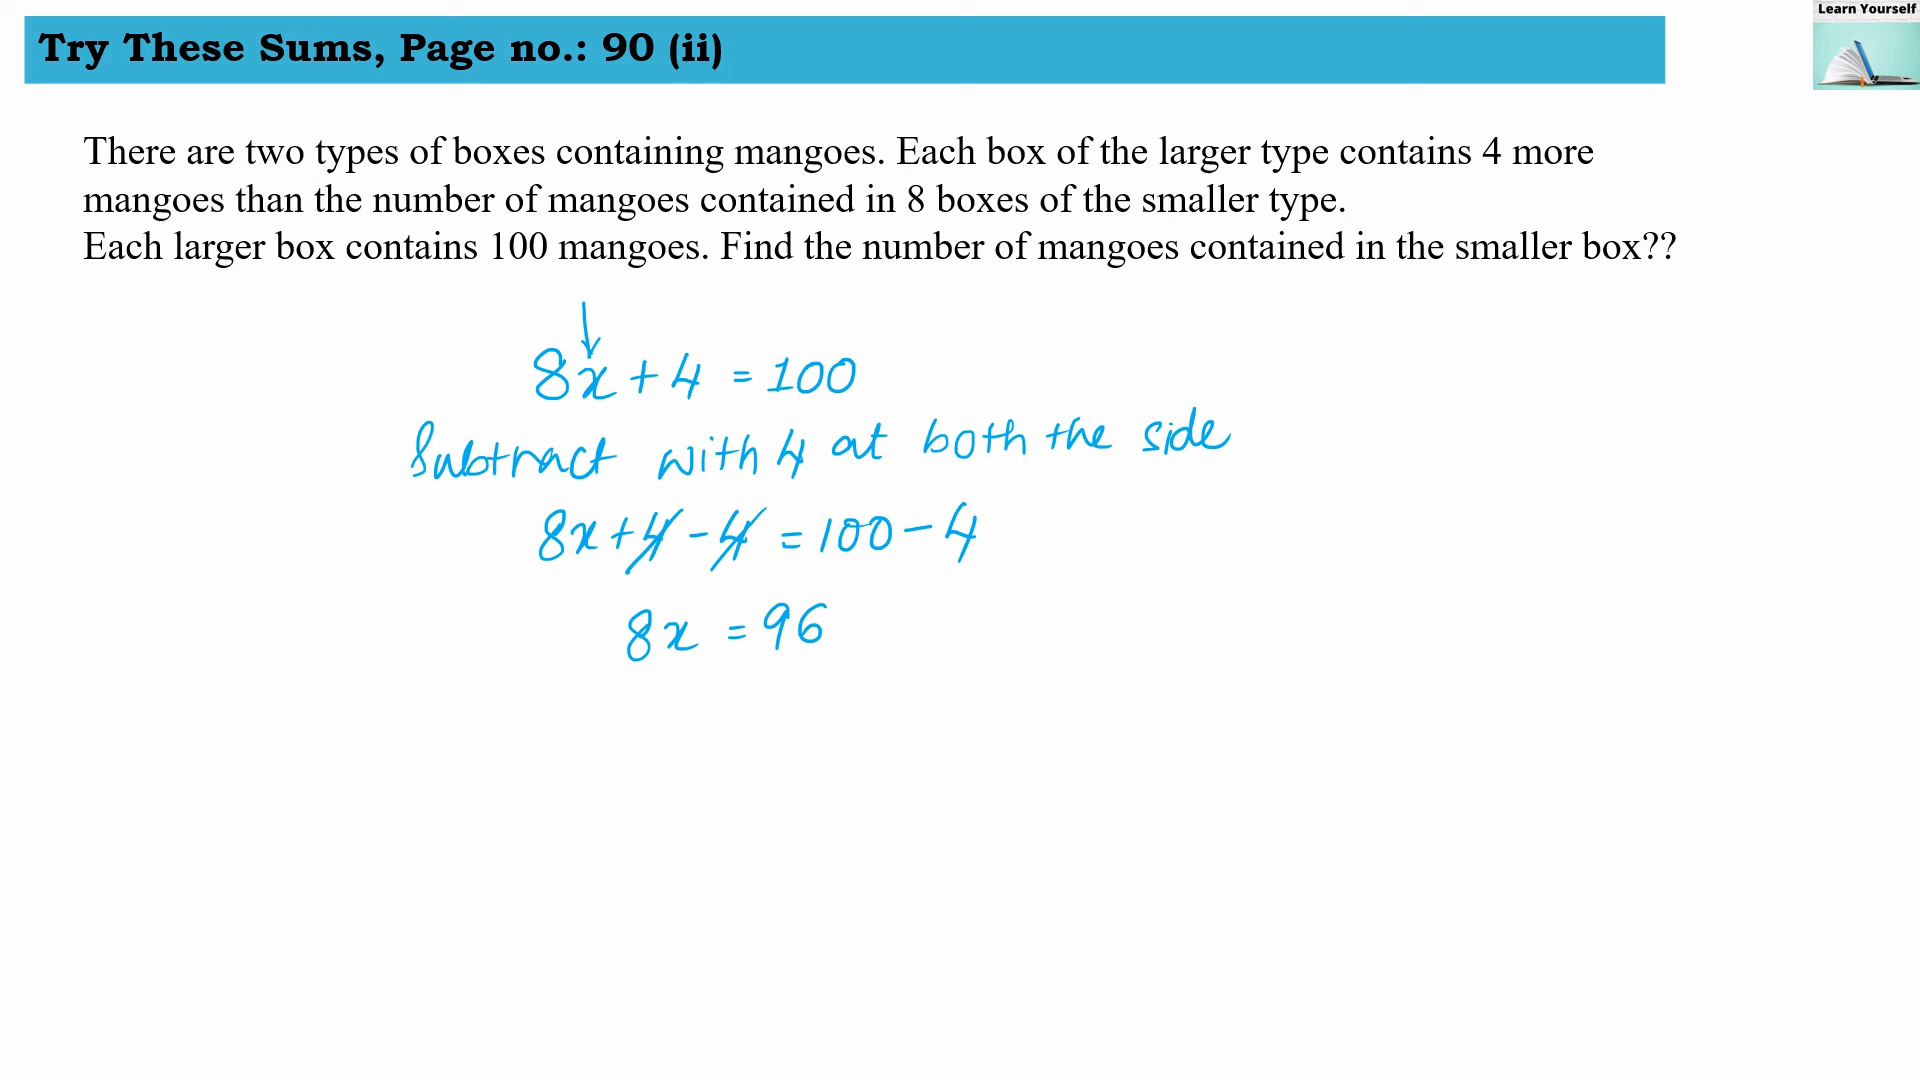 Learn Yourself
Try These Sums, Page no.: 90 (ii)
There are two types of boxes containing mangoes. Each box of the larger type contains 4 more
mangoes than the number of mangoes contained in 8 boxes of the smaller type.
Each larger box contains 100 mangoes. Find the number of mangoes contained in the smaller box??
8x + 4 = 100
Subtract with 4 at both the side
8x + 4 - 4 = 100 - 4
8x = 96